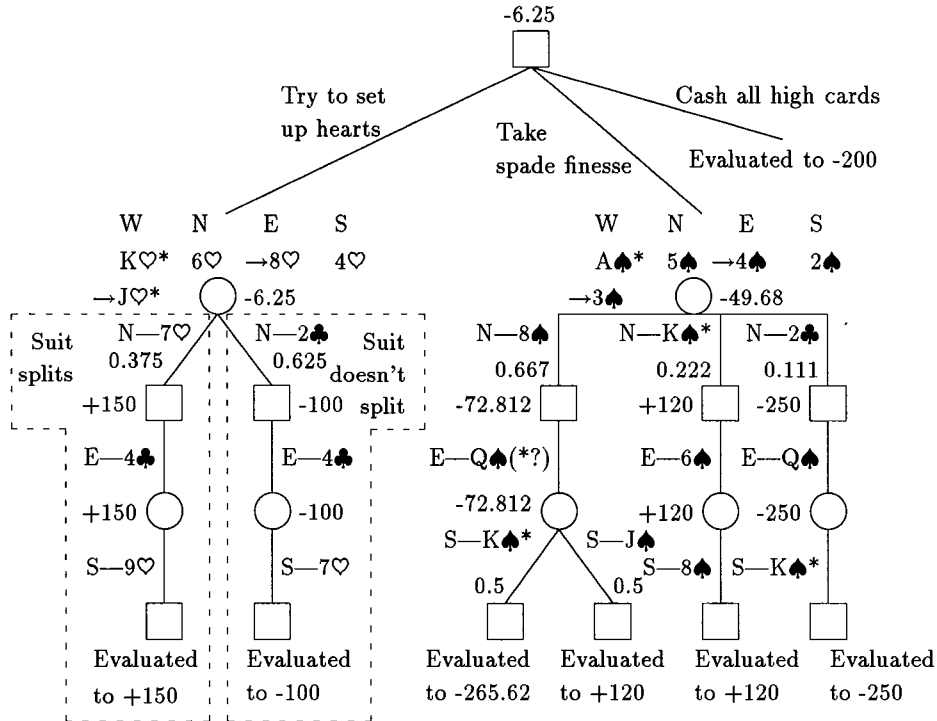 -6.25
Try to set
up hearts
Take
spade finesse
Cash all high cards
Evaluated to -200
W N E S
K♡* 6♡ →8♡ 4♡
→J♡* -6.25
W N E S
A♠* 5♠ →4♠ 2♠
→3♠ -49.68
Suit
splits
N—7♡ N—2♣
0.375 0.625
Suit
doesn't
split
+150 -100
E—4♣ E—4♣
+150 -100
S—9♡ S—7♡
Evaluated Evaluated
to +150 to -100
N—8♠ N—K♠* N—2♣
0.667 0.222 0.111
-72.812 +120 -250
E—Q♠(*?) E—6♠ E—Q♠
-72.812 +120 -250
S—K♠* S—J♠ S—8♠ S—K♠*
0.5 0.5
Evaluated Evaluated Evaluated Evaluated
to -265.62 to +120 to +120 to -250